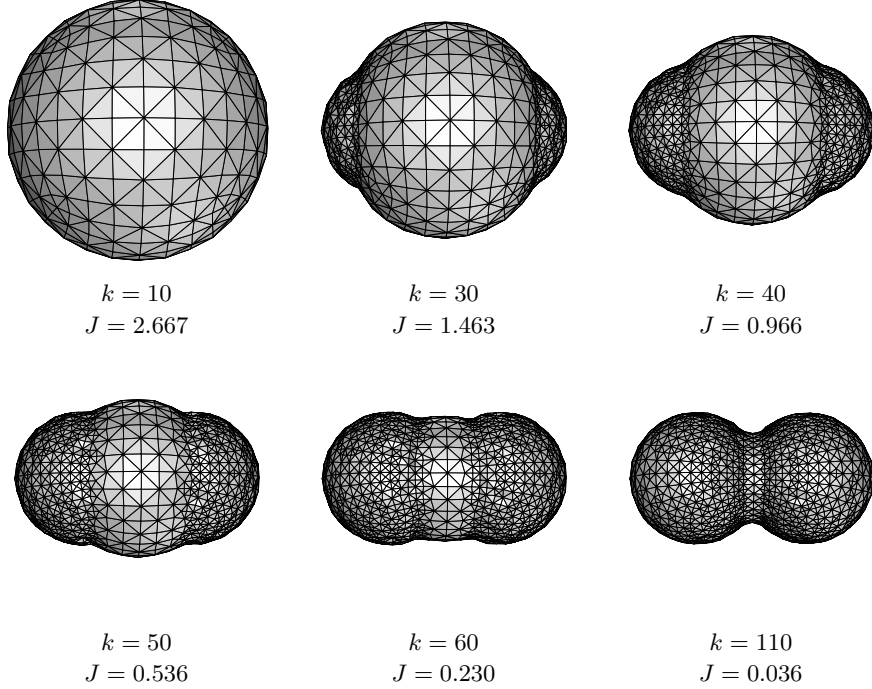 k = 10
J = 2.667
k = 30
J = 1.463
k = 40
J = 0.966
k = 50
J = 0.536
k = 60
J = 0.230
k = 110
J = 0.036